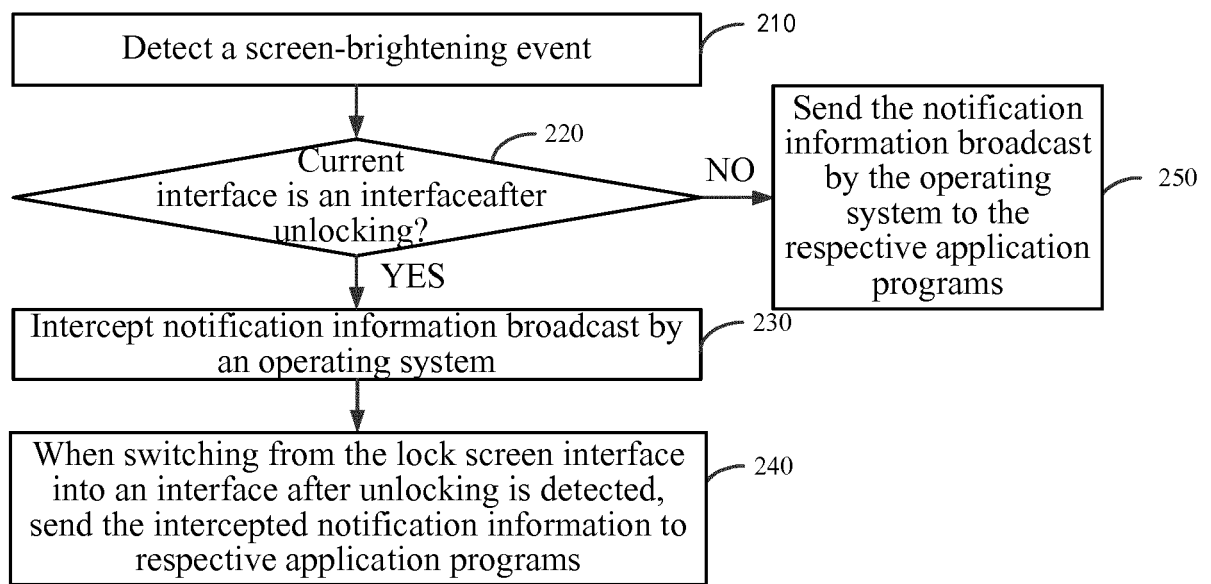 Detect a screen-brightening event
210
Current
interface is an interfaceafter
unlocking?
220
NO
YES
Send the notification
information broadcast
by the operating
system to the
respective application
programs
250
Intercept notification information broadcast by
an operating system
230
When switching from the lock screen interface
into an interface after unlocking is detected,
send the intercepted notification information to
respective application programs
240